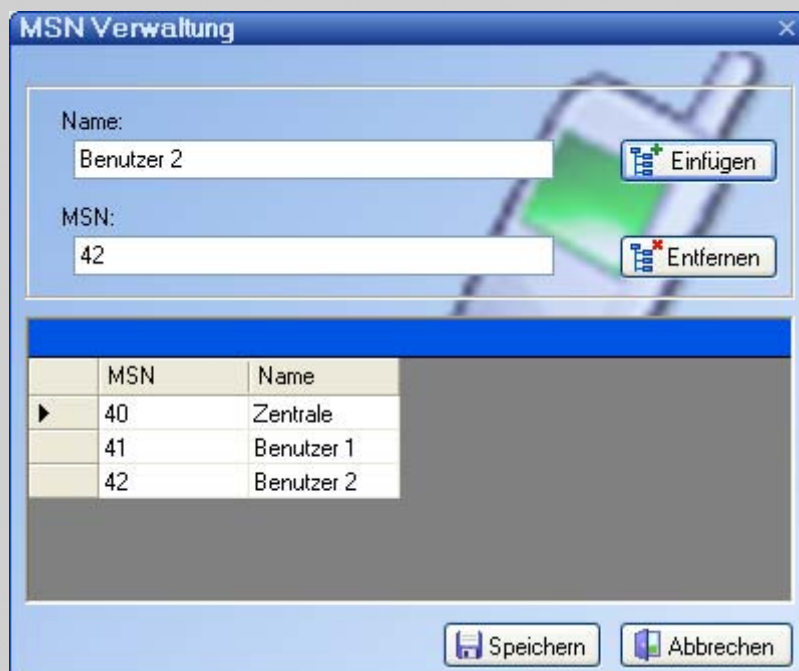 MSN Verwaltung
Name:
Benutzer 2
Einfügen
MSN:
42
Entfernen
MSN Name
40 Zentrale
41 Benutzer 1
42 Benutzer 2
Speichern Abbrechen